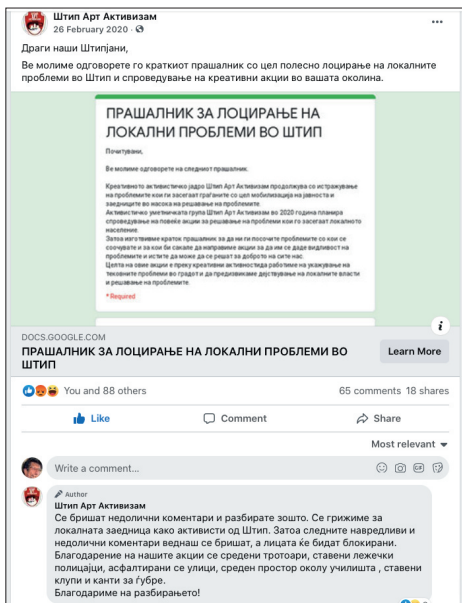 Штип Арт Активизам
26 February 2020 ·
Драги наши Штипјани,
Ве молиме одговорете го краткиот прашалник со цел полесно лоцирање на локалните
проблеми во Штип и спроведување на креативни акции во вашата околина.
ПРАШАЛНИК ЗА ЛОЦИРАЊЕ НА
ЛОКАЛНИ ПРОБЛЕМИ ВО ШТИП
Почитувани,
Ве молиме одговорете на следниот прашалник.
Креативното активистичко јадро Штип Арт Активизам продолжува со истражување
на проблемите кои ги засегаат граѓаните со цел мобилизација на јавноста и
заедниците во насока на решавање на проблемите.
Активистичко уметничката група Штип Арт Активизам во 2020 година планира
спроведување на повеќе акции за решавање на проблеми кои го засегаат локалното
население.
Затоа изготвивме краток прашалник за да ни ги посочите проблемите со кои се
соочувате и за кои би сакале да направиме акции за да им се даде видливост на
проблемите и истите да може да се решат за доброто на сите нас.
Целта на овие акции е преку креативни активностида работиме на укажување на
тековните проблеми во градот и да предизвикаме дејствување на локалните власти
и решавање на проблемите.
* Required
DOCS.GOOGLE.COM
ПРАШАЛНИК ЗА ЛОЦИРАЊЕ НА ЛОКАЛНИ ПРОБЛЕМИ ВО
ШТИП
Learn More
You and 88 others
65 comments 18 shares
Like
Comment
Share
Most relevant
Write a comment...
GIF
Author
Штип Арт Активизам
Се бришат недолични коментари и разбирате зошто. Се грижиме за
локалната заедница како активисти од Штип. Затоа следните навредливи и
недолични коментари веднаш се бришат, а лицата ќе бидат блокирани.
Благодарение на нашите акции се средени тротоари, ставени лежечки
полицајци, асфалтирани се улици, среден простор околу училишта , ставени
клупи и канти за ѓубре.
Благодариме на разбирањето!